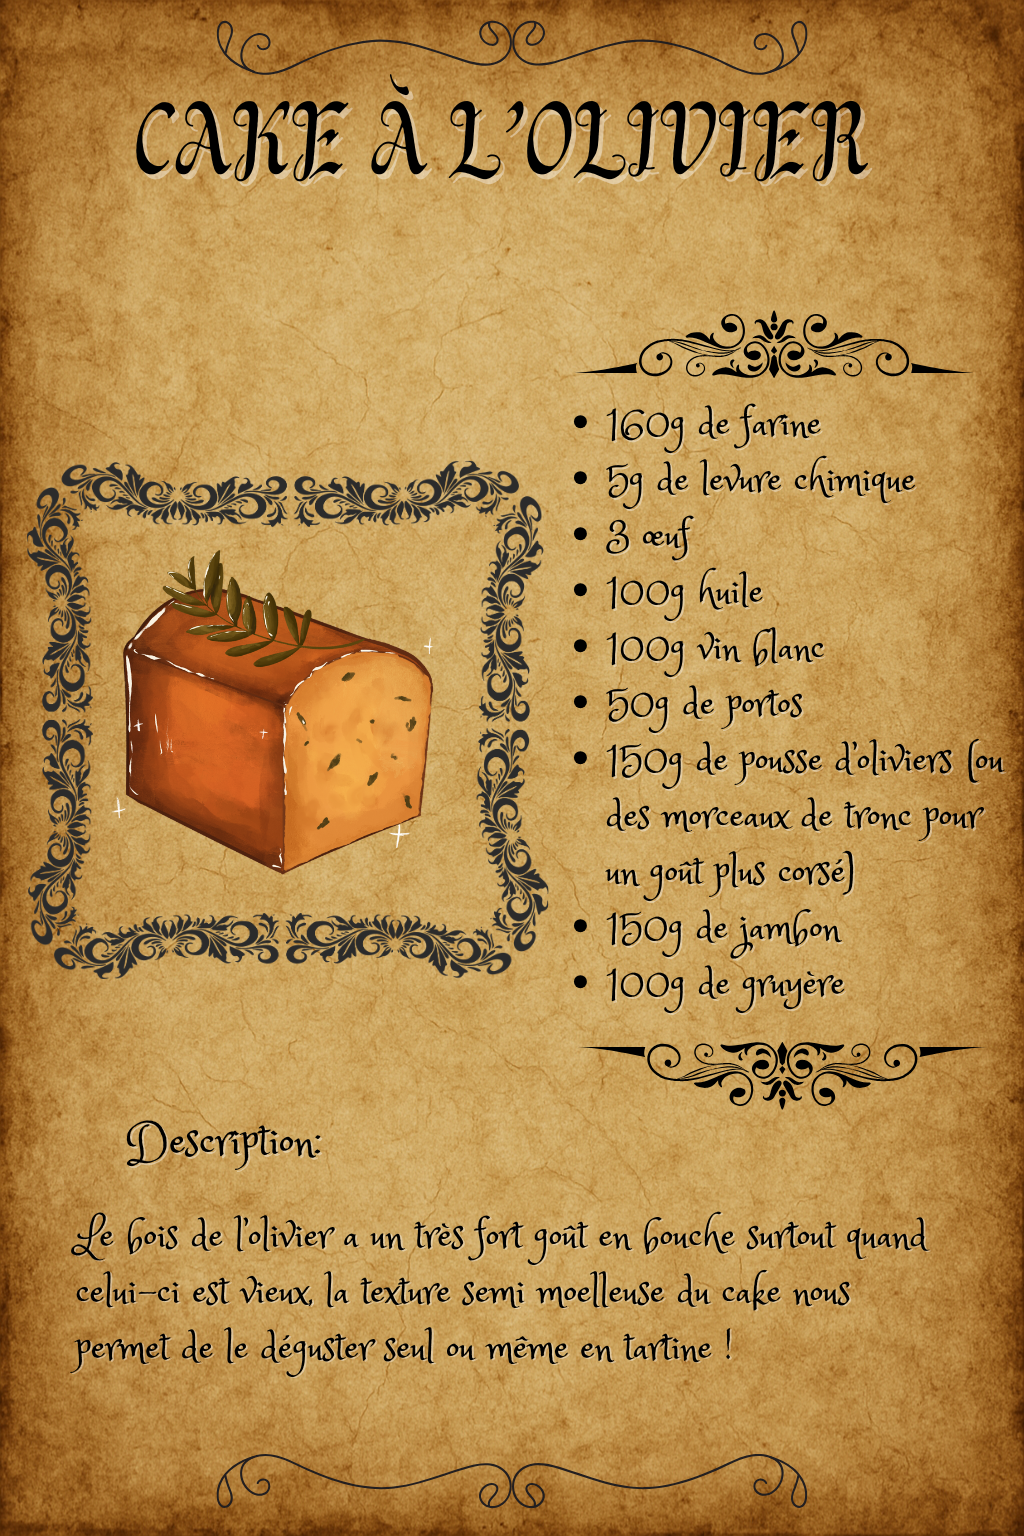 CAKE À L'OLIVIER
• 160g de farine
• 5g de levure chimique
• 3 œuf
• 100g huile
• 100g vin blanc
• 50g de portos
• 150g de pousse d'oliviers (ou
des morceaux de tronc pour
un goût plus corsé)
• 150g de jambon
• 100g de gruyère
Description:
Le bois de l'olivier a un très fort goût en bouche surtout quand
celui-ci est vieux, la texture semi moelleuse du cake nous
permet de le déguster seul ou même en tartine !